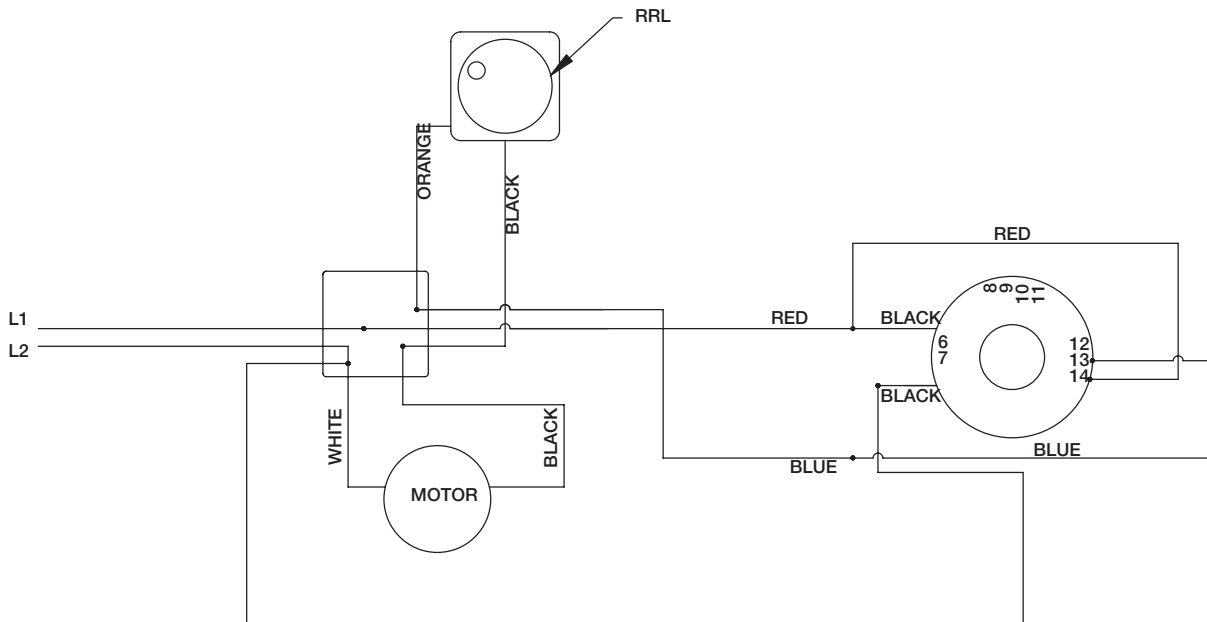 RRL
ORANGE
BLACK
RED
L1
RED
BLACK
L2
8
9
10
11
6
7
12
13
14
BLACK
WHITE
BLACK
MOTOR
BLUE
BLUE